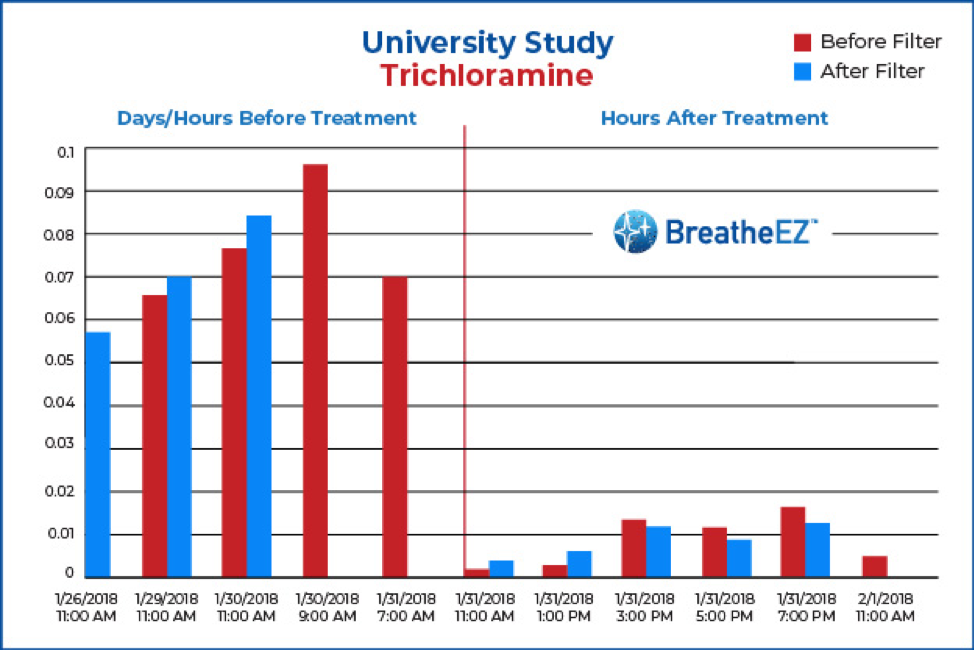 University Study
Trichloramine
Before Filter
After Filter
Days/Hours Before Treatment
Hours After Treatment
0.1
0.09
0.08
0.07
0.06
0.05
0.04
0.03
0.02
0.01
0
BreatheEZ™
1/26/2018
11:00 AM
1/29/2018
11:00 AM
1/30/2018
11:00 AM
1/30/2018
9:00 AM
1/31/2018
7:00 AM
1/31/2018
11:00 AM
1/31/2018
1:00 PM
1/31/2018
3:00 PM
1/31/2018
5:00 PM
1/31/2018
7:00 PM
2/1/2018
11:00 AM